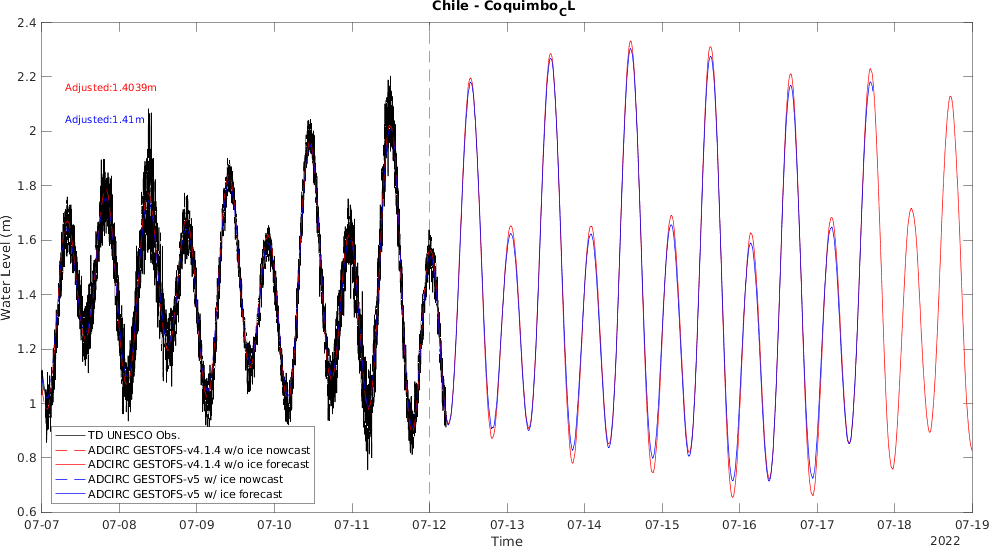 Chile - Coquimbo_CL
2.4
2.2
2
1.8
1.6
1.4
1.2
1
0.8
0.6
Water Level (m)
Adjusted:1.4039m
Adjusted:1.41m
TD UNESCO Obs.
ADCIRC GESTOFS-v4.1.4 w/o ice nowcast
ADCIRC GESTOFS-v4.1.4 w/o ice forecast
ADCIRC GESTOFS-v5 w/ ice nowcast
ADCIRC GESTOFS-v5 w/ ice forecast
07-07 07-08 07-09 07-10 07-11 07-12 07-13 07-14 07-15 07-16 07-17 07-18 07-19
Time
2022